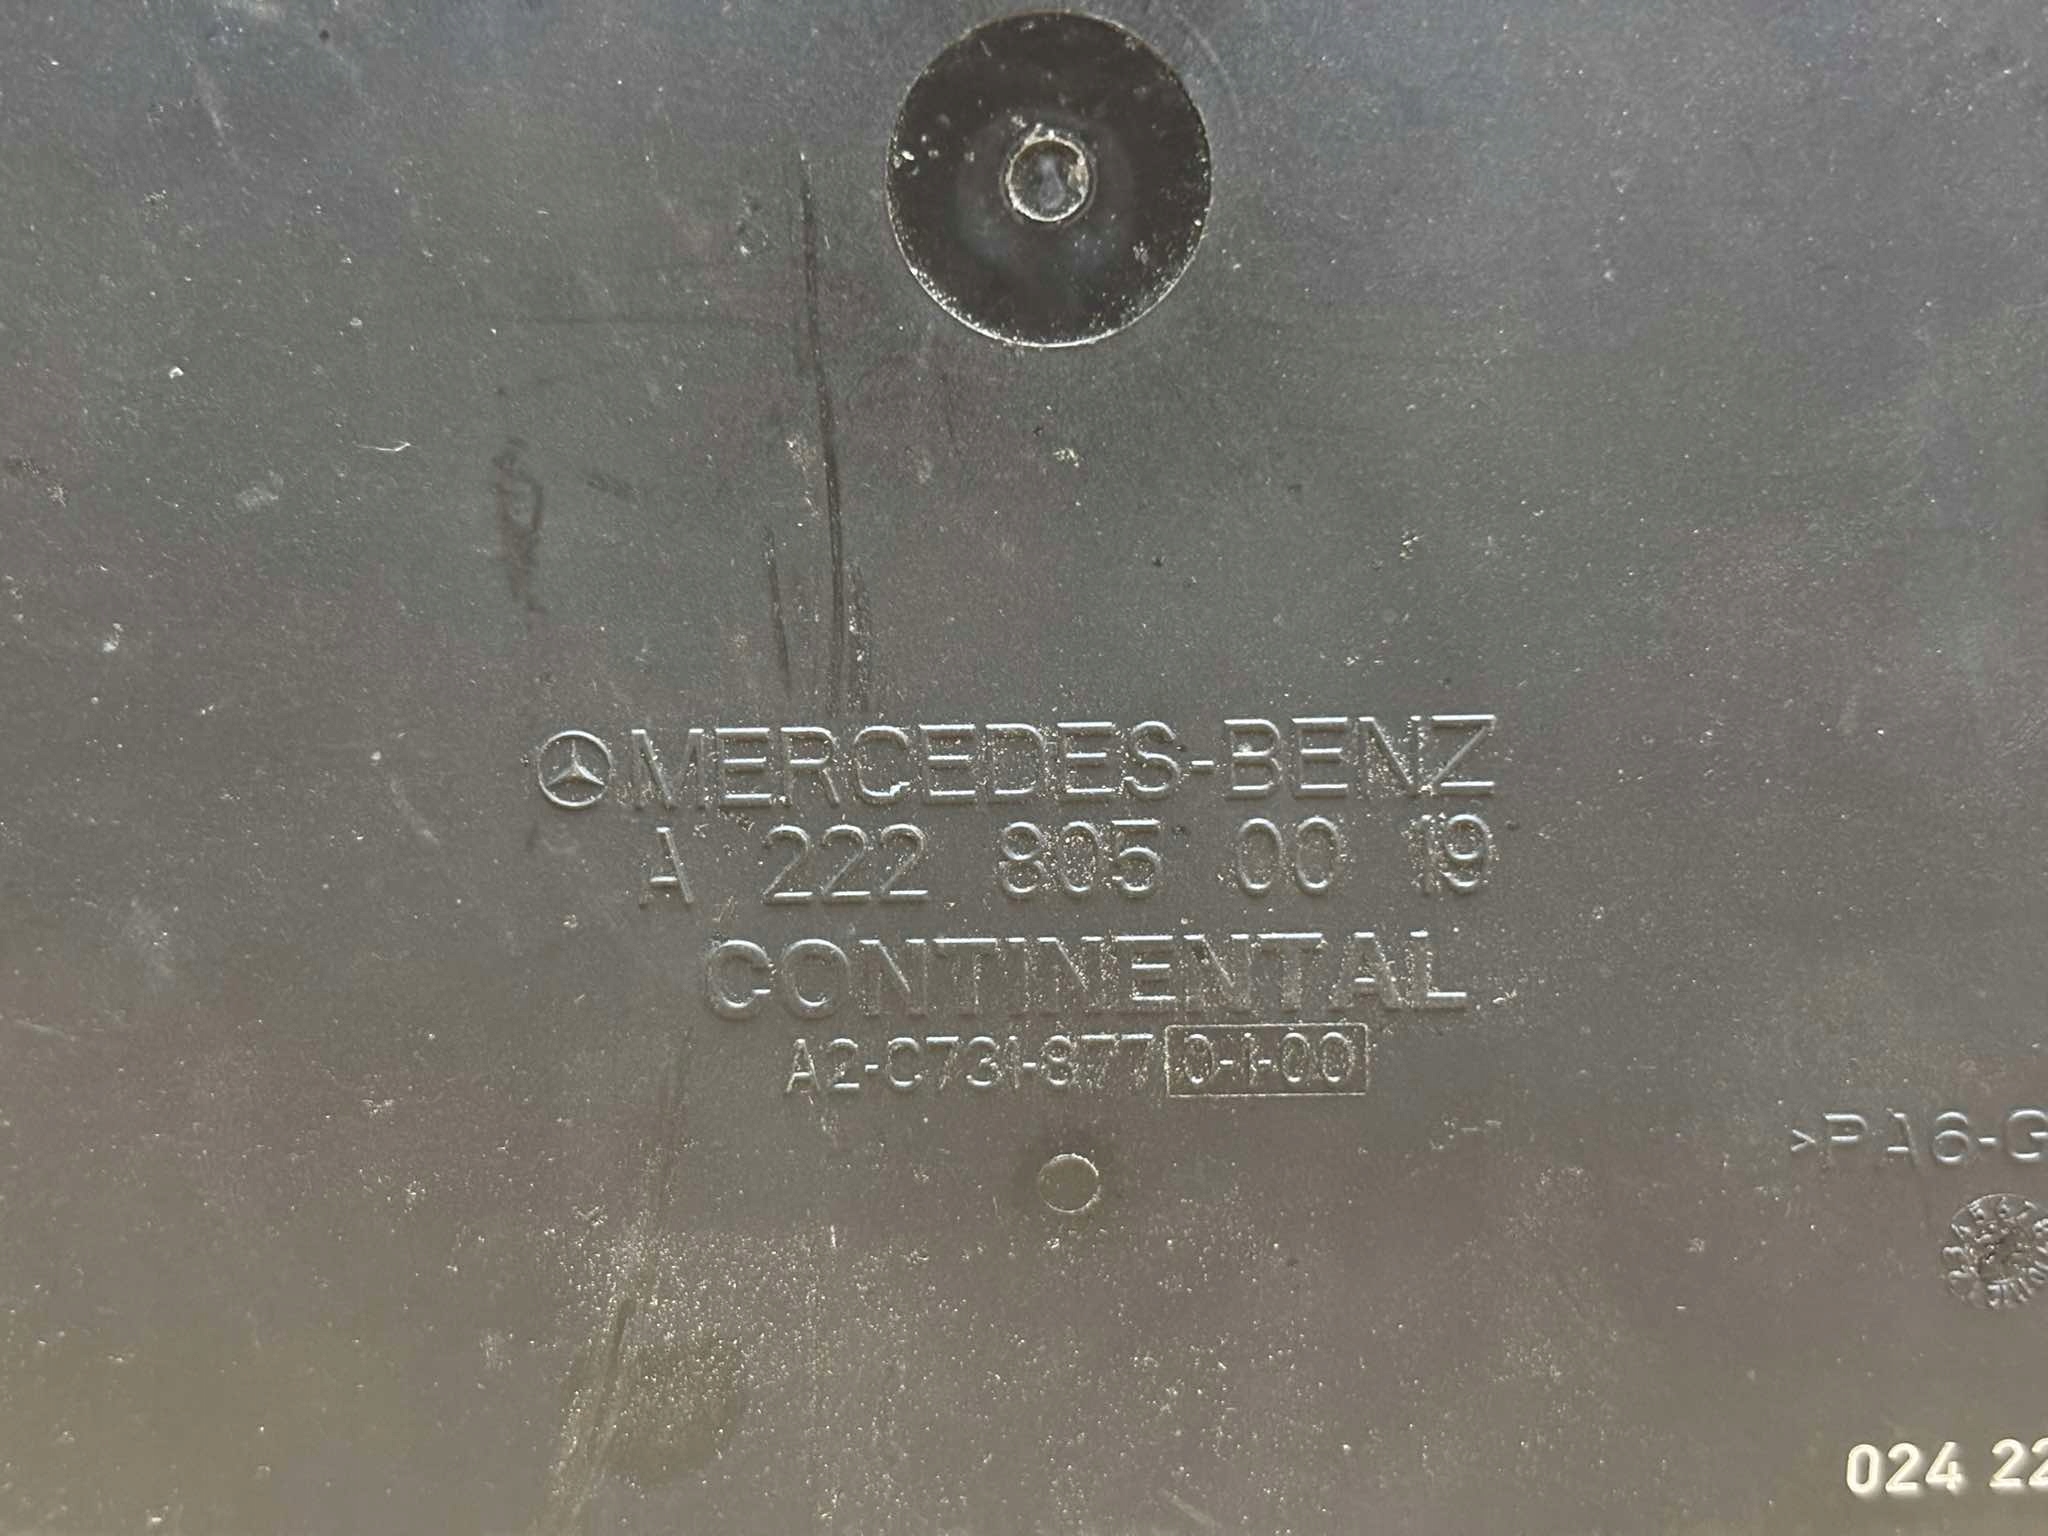 MERCEDES-BENZ
A 222 805 00 19
CONTINENTAL
A2-C731-877 0-1-00
>PA6-G
024 22